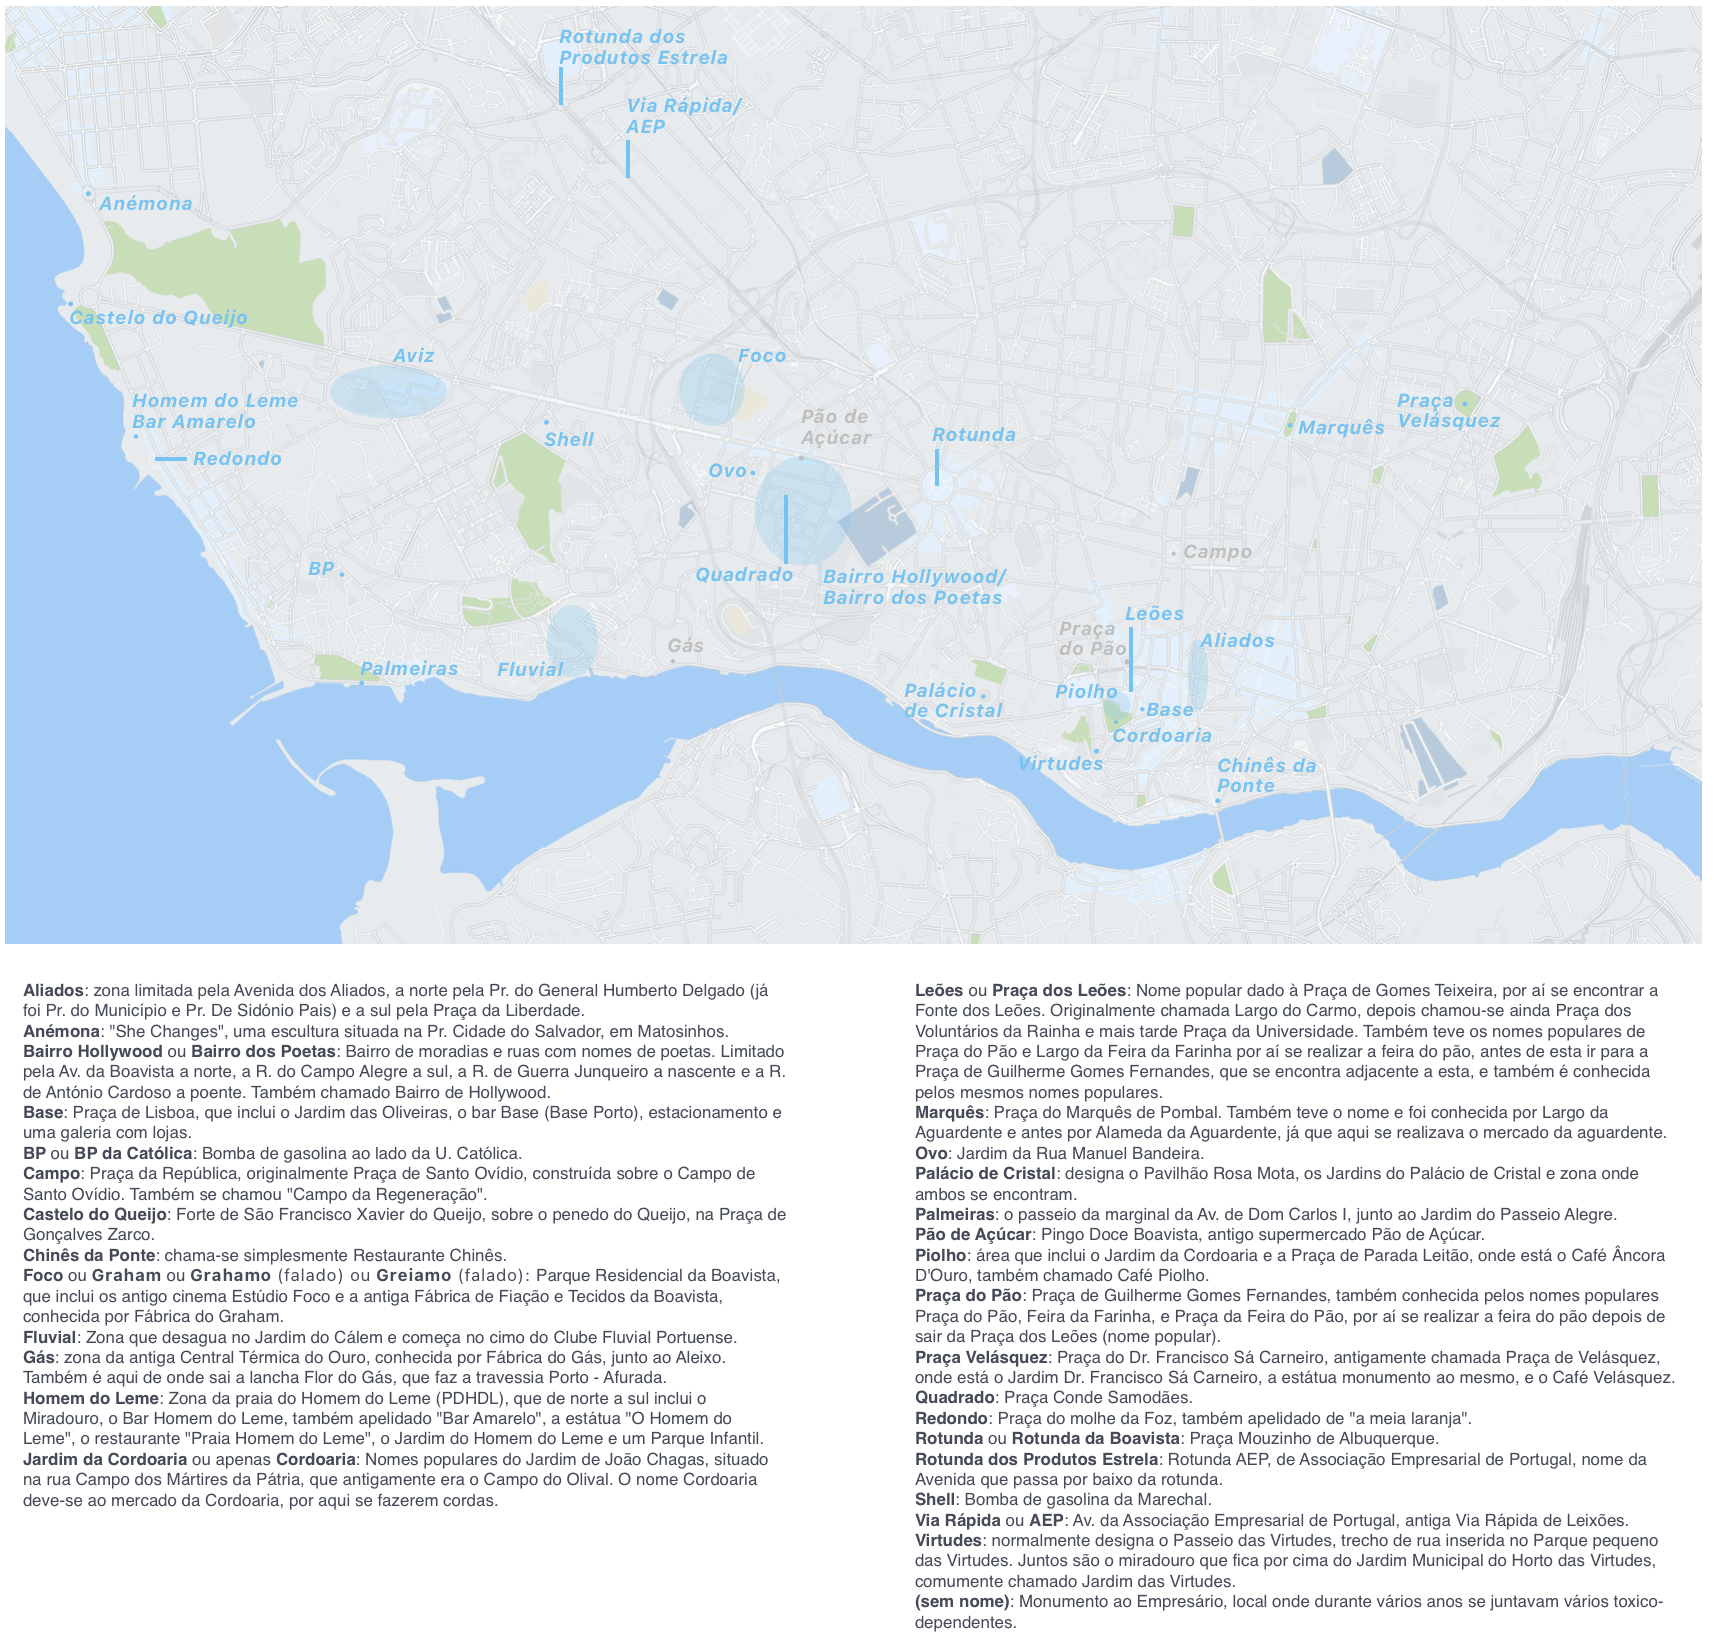 Rotunda dos
Produtos Estrela
Via Rápida/
AEP
Anémona
Castelo do Queijo
Aviz
Foco
Homem do Leme
Bar Amarelo
Redondo
Shell
Pão de
Açúcar
Rotunda
Praça
Velásquez
Marquês
Ovo
Quadrado
Bairro Hollywood/
Bairro dos Poetas
Campo
BP
Leões
Praça
do Pão
Aliados
Gás
Palmeiras
Fluvial
Palácio
de Cristal
Piolho
Base
Cordoaria
Virtudes
Chinês da
Ponte
Aliados: zona limitada pela Avenida dos Aliados, a norte pela Pr. do General Humberto Delgado (já
foi Pr. do Município e Pr. De Sidónio Pais) e a sul pela Praça da Liberdade.
Anémona: "She Changes", uma escultura situada na Pr. Cidade do Salvador, em Matosinhos.
Bairro Hollywood ou Bairro dos Poetas: Bairro de moradias e ruas com nomes de poetas. Limitado
pela Av. da Boavista a norte, a R. do Campo Alegre a sul, a R. de Guerra Junqueiro a nascente e a R.
de António Cardoso a poente. Também chamado Bairro de Hollywood.
Base: Praça de Lisboa, que inclui o Jardim das Oliveiras, o bar Base (Base Porto), estacionamento e
uma galeria com lojas.
BP ou BP da Católica: Bomba de gasolina ao lado da U. Católica.
Campo: Praça da República, originalmente Praça de Santo Ovídio, construída sobre o Campo de
Santo Ovídio. Também se chamou "Campo da Regeneração".
Castelo do Queijo: Forte de São Francisco Xavier do Queijo, sobre o penedo do Queijo, na Praça de
Gonçalves Zarco.
Chinês da Ponte: chama-se simplesmente Restaurante Chinês.
Foco ou Graham ou Grahamo (falado) ou Greiamo (falado): Parque Residencial da Boavista,
que inclui os antigo cinema Estúdio Foco e a antiga Fábrica de Fiação e Tecidos da Boavista,
conhecida por Fábrica do Graham.
Fluvial: Zona que desagua no Jardim do Cálem e começa no cimo do Clube Fluvial Portuense.
Gás: zona da antiga Central Térmica do Ouro, conhecida por Fábrica do Gás, junto ao Aleixo.
Também é aqui de onde sai a lancha Flor do Gás, que faz a travessia Porto - Afurada.
Homem do Leme: Zona da praia do Homem do Leme (PDHDL), que de norte a sul inclui o
Miradouro, o Bar Homem do Leme, também apelidado "Bar Amarelo", a estátua "O Homem do
Leme", o restaurante "Praia Homem do Leme", o Jardim do Homem do Leme e um Parque Infantil.
Jardim da Cordoaria ou apenas Cordoaria: Nomes populares do Jardim de João Chagas, situado
na rua Campo dos Mártires da Pátria, que antigamente era o Campo do Olival. O nome Cordoaria
deve-se ao mercado da Cordoaria, por aqui se fazerem cordas.
Leões ou Praça dos Leões: Nome popular dado à Praça de Gomes Teixeira, por aí se encontrar a
Fonte dos Leões. Originalmente chamada Largo do Carmo, depois chamou-se ainda Praça dos
Voluntários da Rainha e mais tarde Praça da Universidade. Também teve os nomes populares de
Praça do Pão e Largo da Feira da Farinha por aí se realizar a feira do pão, antes de esta ir para a
Praça de Guilherme Gomes Fernandes, que se encontra adjacente a esta, e também é conhecida
pelos mesmos nomes populares.
Marquês: Praça do Marquês de Pombal. Também teve o nome e foi conhecida por Largo da
Aguardente e antes por Alameda da Aguardente, já que aqui se realizava o mercado da aguardente.
Ovo: Jardim da Rua Manuel Bandeira.
Palácio de Cristal: designa o Pavilhão Rosa Mota, os Jardins do Palácio de Cristal e zona onde
ambos se encontram.
Palmeiras: o passeio da marginal da Av. de Dom Carlos I, junto ao Jardim do Passeio Alegre.
Pão de Açúcar: Pingo Doce Boavista, antigo supermercado Pão de Açúcar.
Piolho: área que inclui o Jardim da Cordoaria e a Praça de Parada Leitão, onde está o Café Âncora
D'Ouro, também chamado Café Piolho.
Praça do Pão: Praça de Guilherme Gomes Fernandes, também conhecida pelos nomes populares
Praça do Pão, Feira da Farinha, e Praça da Feira do Pão, por aí se realizar a feira do pão depois de
sair da Praça dos Leões (nome popular).
Praça Velásquez: Praça do Dr. Francisco Sá Carneiro, antigamente chamada Praça de Velásquez,
onde está o Jardim Dr. Francisco Sá Carneiro, a estátua monumento ao mesmo, e o Café Velásquez.
Quadrado: Praça Conde Samodães.
Redondo: Praça do molhe da Foz, também apelidado de "a meia laranja".
Rotunda ou Rotunda da Boavista: Praça Mouzinho de Albuquerque.
Rotunda dos Produtos Estrela: Rotunda AEP, de Associação Empresarial de Portugal, nome da
Avenida que passa por baixo da rotunda.
Shell: Bomba de gasolina da Marechal.
Via Rápida ou AEP: Av. da Associação Empresarial de Portugal, antiga Via Rápida de Leixões.
Virtudes: normalmente designa o Passeio das Virtudes, trecho de rua inserida no Parque pequeno
das Virtudes. Juntos são o miradouro que fica por cima do Jardim Municipal do Horto das Virtudes,
comumente chamado Jardim das Virtudes.
(sem nome): Monumento ao Empresário, local onde durante vários anos se juntavam vários toxico-
dependentes.